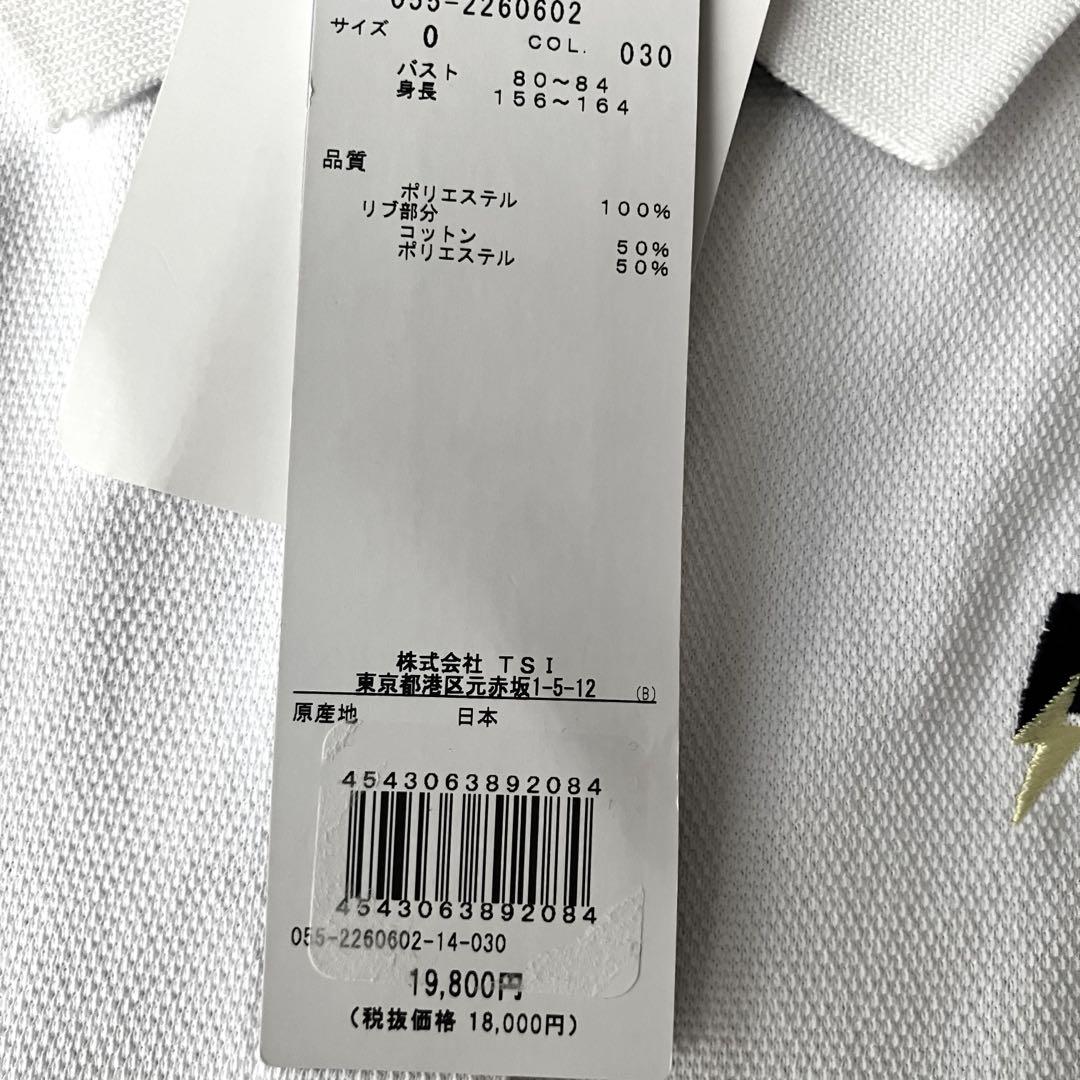 055-2260602
サイズ 0 COL. 030
バスト 80～84
身長 156～164
品質
ポリエステル 100%
リブ部分
コットン 50%
ポリエステル 50%
株式会社 TSI
東京都港区元赤坂1-5-12 (B)
原産地 日本
4543063892084
4543063892084
055-2260602-14-030
19,800円
(税抜価格 18,000円)